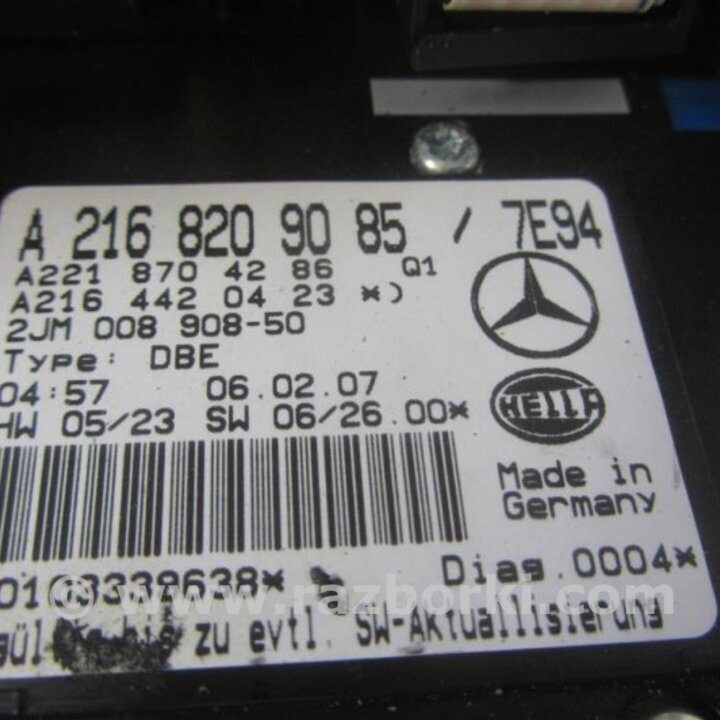 A 216 820 90 85 / 7E94
A221 870 42 86 Q1
A216 442 04 23 *)
2JM 008 908-50
Type: DBE
04:57 06.02.07
HW 05/23 SW 06/26.00*
HELLA
Made in
Germany
Diag.0004*
© www.razborki.com
zu evtl. SW-Aktuallisierung